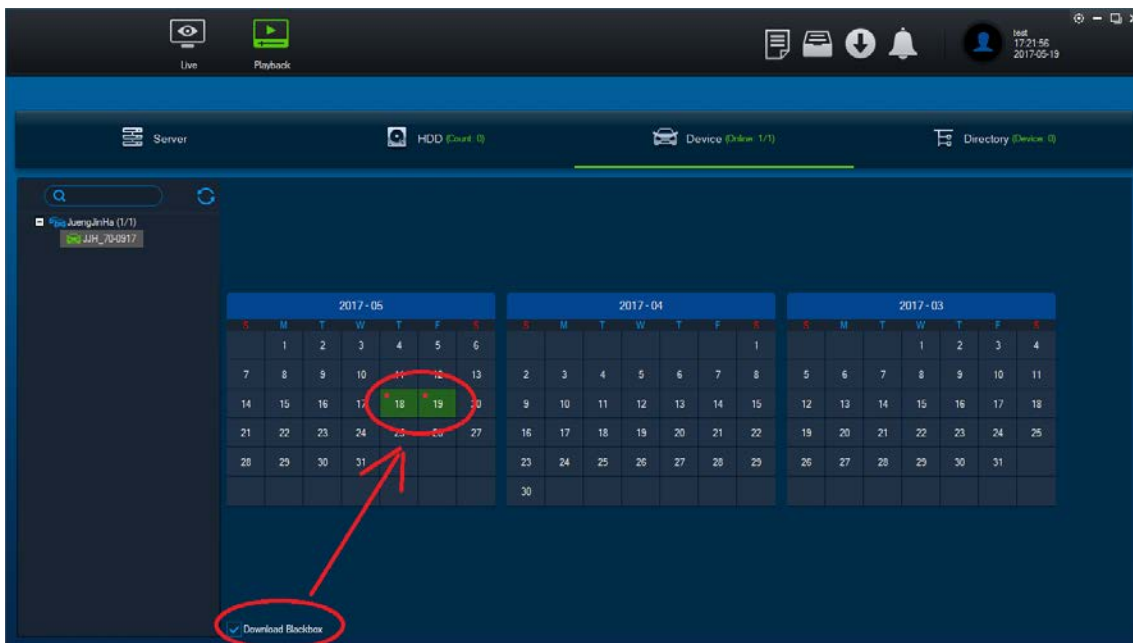 Live
Playback
test
17:21:56
2017-05-19
Server
HDD (Count: 0)
Device (Online: 1/1)
Directory (Device: 0)
JuengJinHa (1/1)
JJH_70-0917
2017 - 05
S M T W T F S
1 2 3 4 5 6
7 8 9 10 11 12 13
14 15 16 17 18 19 20
21 22 23 24 25 26 27
28 29 30 31
2017 - 04
S M T W T F S
1
2 3 4 5 6 7 8
9 10 11 12 13 14 15
16 17 18 19 20 21 22
23 24 25 26 27 28 29
30
2017 - 03
S M T W T F S
1 2 3 4
5 6 7 8 9 10 11
12 13 14 15 16 17 18
19 20 21 22 23 24 25
26 27 28 29 30 31
Download Blackbox